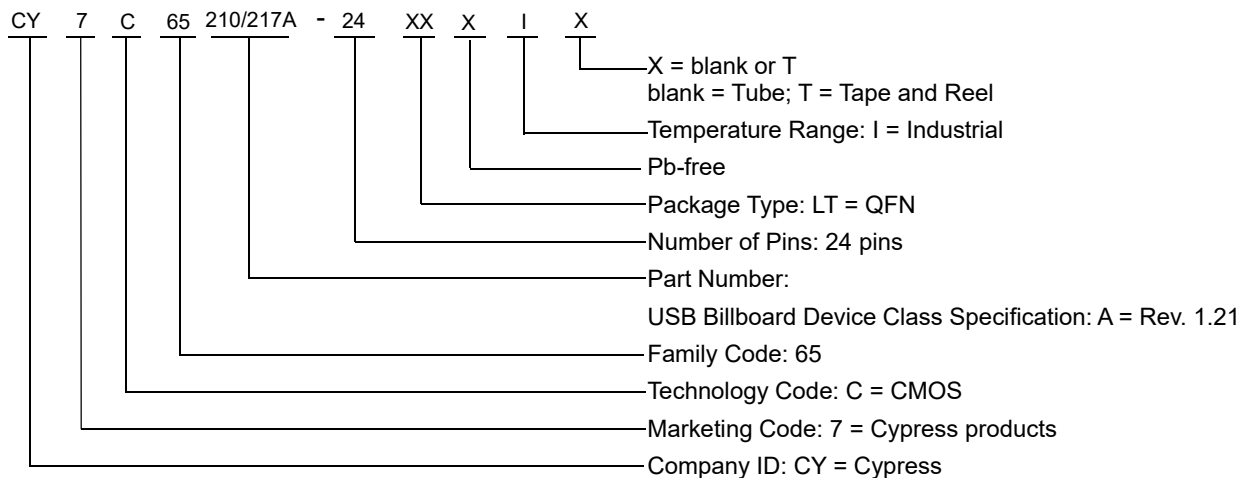 CY 7 C 65 210/217A - 24 XX X I X
X = blank or T
blank = Tube; T = Tape and Reel
Temperature Range: I = Industrial
Pb-free
Package Type: LT = QFN
Number of Pins: 24 pins
Part Number:
USB Billboard Device Class Specification: A = Rev. 1.21
Family Code: 65
Technology Code: C = CMOS
Marketing Code: 7 = Cypress products
Company ID: CY = Cypress